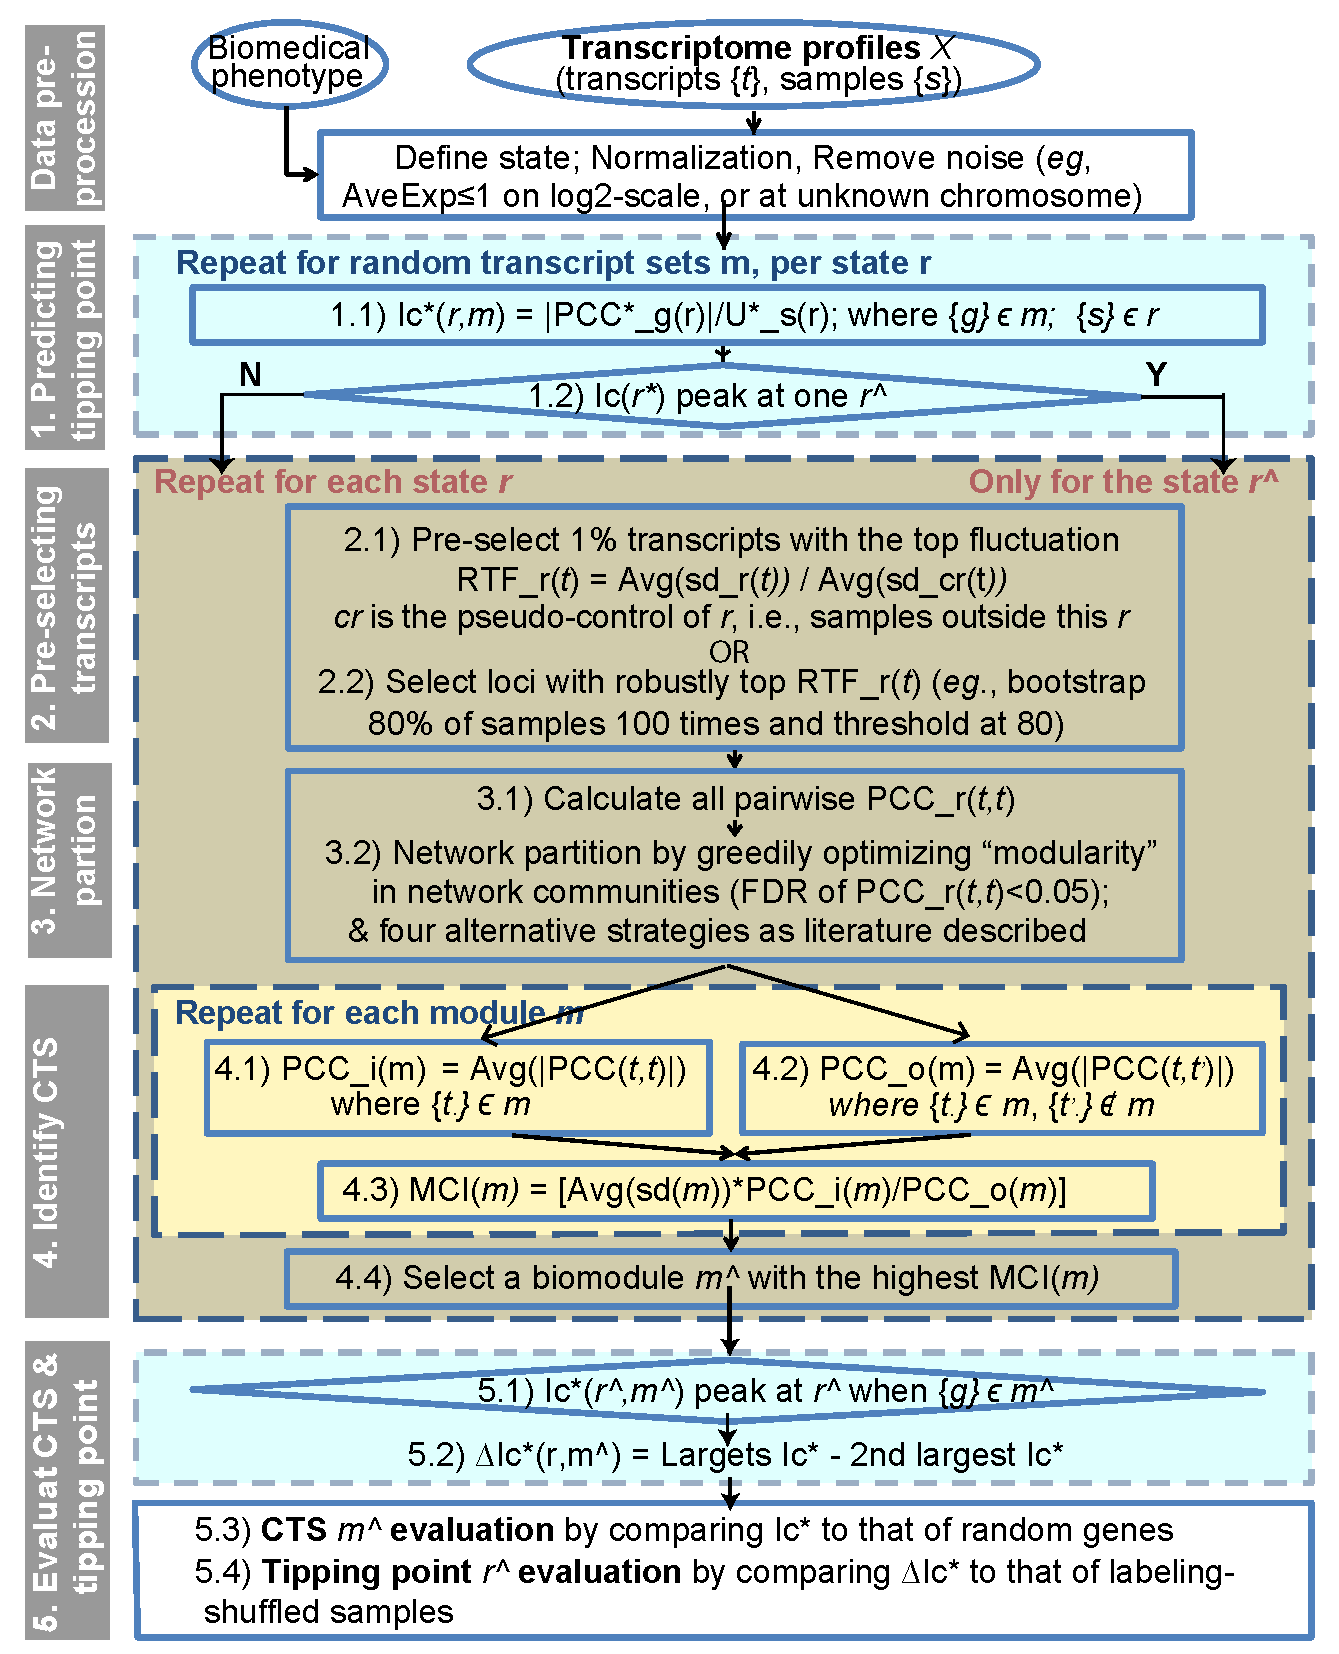 Data pre-
procession
Biomedical
phenotype
Transcriptome profiles X
(transcripts {t}, samples {s})
Define state; Normalization, Remove noise (eg,
AveExp≤1 on log2-scale, or at unknown chromosome)
1. Predicting
tipping point
Repeat for random transcript sets m, per state r
1.1) Ic*(r,m) = |PCC*_g(r)|/U*_s(r); where {g} ϵ m; {s} ϵ r
N
Y
1.2) Ic(r*) peak at one r^
2. Pre-selecting
transcripts
Repeat for each state r
Only for the state r^
2.1) Pre-select 1% transcripts with the top fluctuation
RTF_r(t) = Avg(sd_r(t)) / Avg(sd_cr(t))
cr is the pseudo-control of r, i.e., samples outside this r
OR
2.2) Select loci with robustly top RTF_r(t) (eg., bootstrap
80% of samples 100 times and threshold at 80)
3. Network
partion
3.1) Calculate all pairwise PCC_r(t,t)
3.2) Network partition by greedily optimizing “modularity”
in network communities (FDR of PCC_r(t,t)<0.05);
& four alternative strategies as literature described
4. Identify CTS
Repeat for each module m
4.1) PCC_i(m) = Avg(|PCC(t,t)|)
where {t.} ϵ m
4.2) PCC_o(m) = Avg(|PCC(t,t’)|)
where {t.} ϵ m, {t’.} ∉ m
4.3) MCI(m) = [Avg(sd(m))*PCC_i(m)/PCC_o(m)]
4.4) Select a biomodule m^ with the highest MCI(m)
5. Evaluat CTS &
tipping point
5.1) Ic*(r^,m^) peak at r^ when {g} ϵ m^
5.2) ΔIc*(r,m^) = Largets Ic* - 2nd largest Ic*
5.3) CTS m^ evaluation by comparing Ic* to that of random genes
5.4) Tipping point r^ evaluation by comparing ΔIc* to that of labeling-
shuffled samples